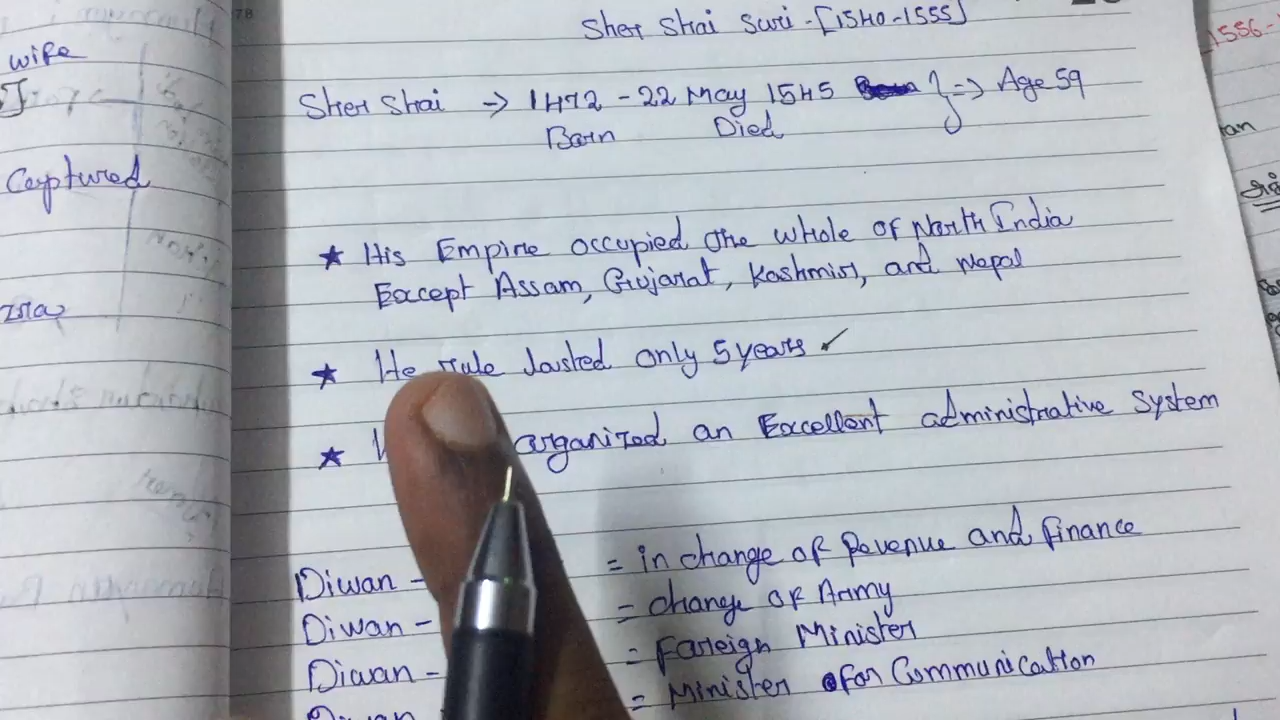 78
Sher Shai Suri - [1540-1555]
wife
Sher Shai → 1472 - 22 May 1545 } => Age 59
Born Died
Captured
★ His Empire occupied the whole of North India
Except Assam, Gujarat, Kashmir, and Nepal
★ He rule lasted only 5 years ✓
★ organized an Excellent administrative System
Diwan - = in change of Revenue and finance
Diwan - = change of Army
Diwan - = Foreign Minister
Diwan = Minister for Communication
1556-